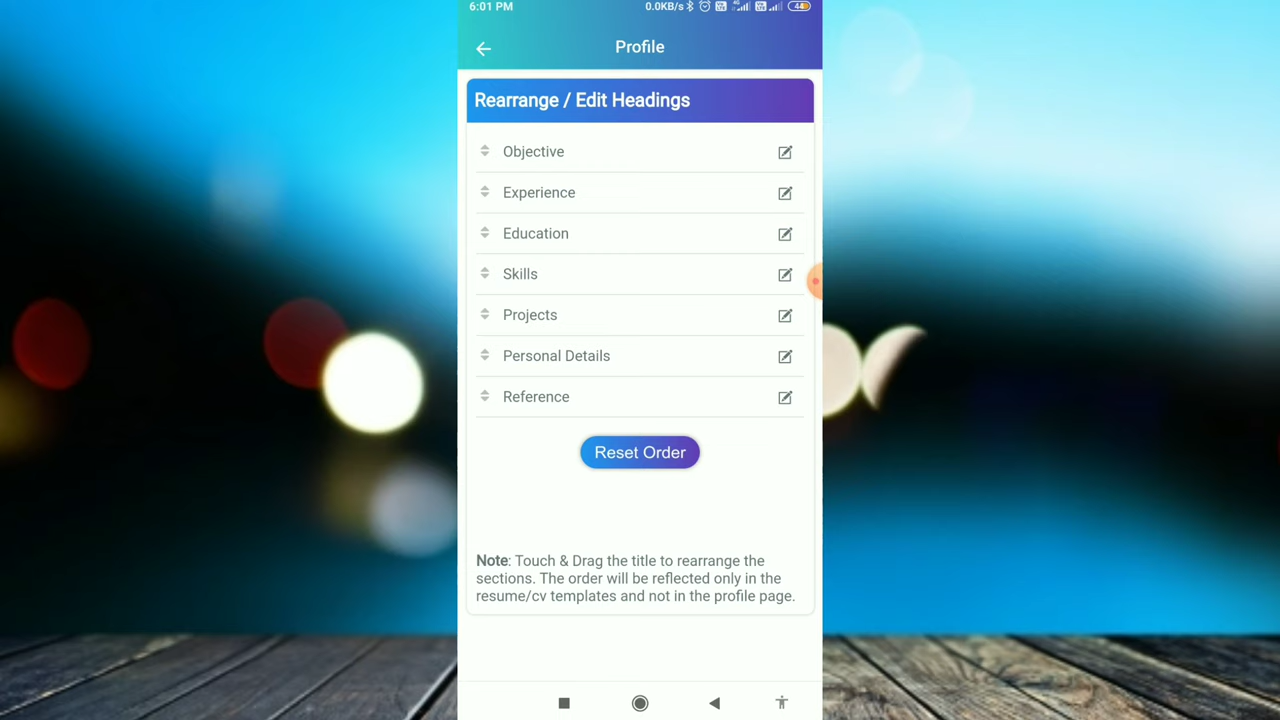 6:01 PM
0.0KB/s
44
Profile
Rearrange / Edit Headings
Objective
Experience
Education
Skills
Projects
Personal Details
Reference
Reset Order
Note: Touch & Drag the title to rearrange the
sections. The order will be reflected only in the
resume/cv templates and not in the profile page.